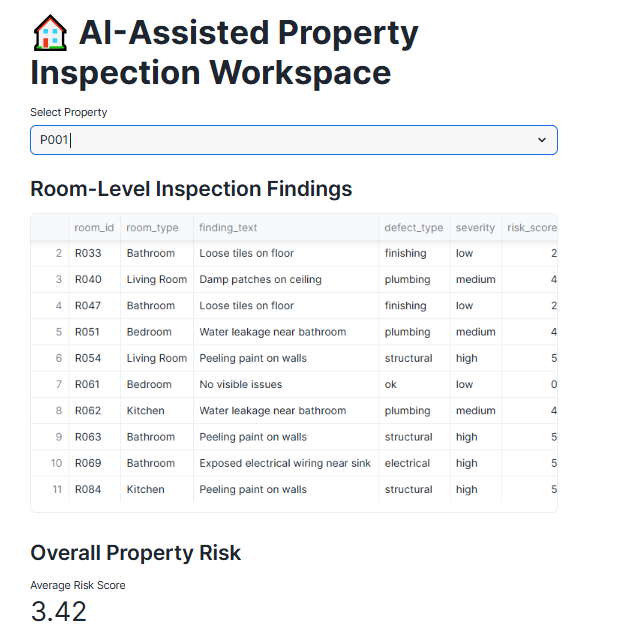 AI-Assisted Property
Inspection Workspace
Select Property
P001
Room-Level Inspection Findings
room_id room_type finding_text defect_type severity risk_score
2 R033 Bathroom Loose tiles on floor finishing low 2
3 R040 Living Room Damp patches on ceiling plumbing medium 4
4 R047 Bathroom Loose tiles on floor finishing low 2
5 R051 Bedroom Water leakage near bathroom plumbing medium 4
6 R054 Living Room Peeling paint on walls structural high 5
7 R061 Bedroom No visible issues ok low 0
8 R062 Kitchen Water leakage near bathroom plumbing medium 4
9 R063 Bathroom Peeling paint on walls structural high 5
10 R069 Bathroom Exposed electrical wiring near sink electrical high 5
11 R084 Kitchen Peeling paint on walls structural high 5
Overall Property Risk
Average Risk Score
3.42